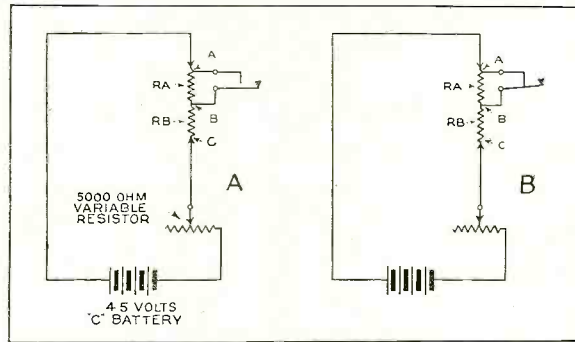 A
RA
B
RB
C
A
5000 OHM
VARIABLE
RESISTOR
4.5 VOLTS
"C" BATTERY
A
RA
B
RB
C
B